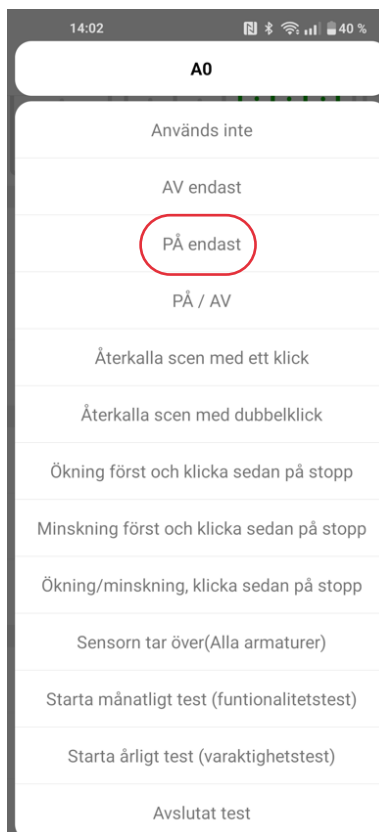 14:02 40 %
A0
Används inte
AV endast
PÅ endast
PÅ / AV
Återkalla scen med ett klick
Återkalla scen med dubbelklick
Ökning först och klicka sedan på stopp
Minskning först och klicka sedan på stopp
Ökning/minskning, klicka sedan på stopp
Sensorn tar över(Alla armaturer)
Starta månatligt test (funtionalitetstest)
Starta årligt test (varaktighetstest)
Avslutat test